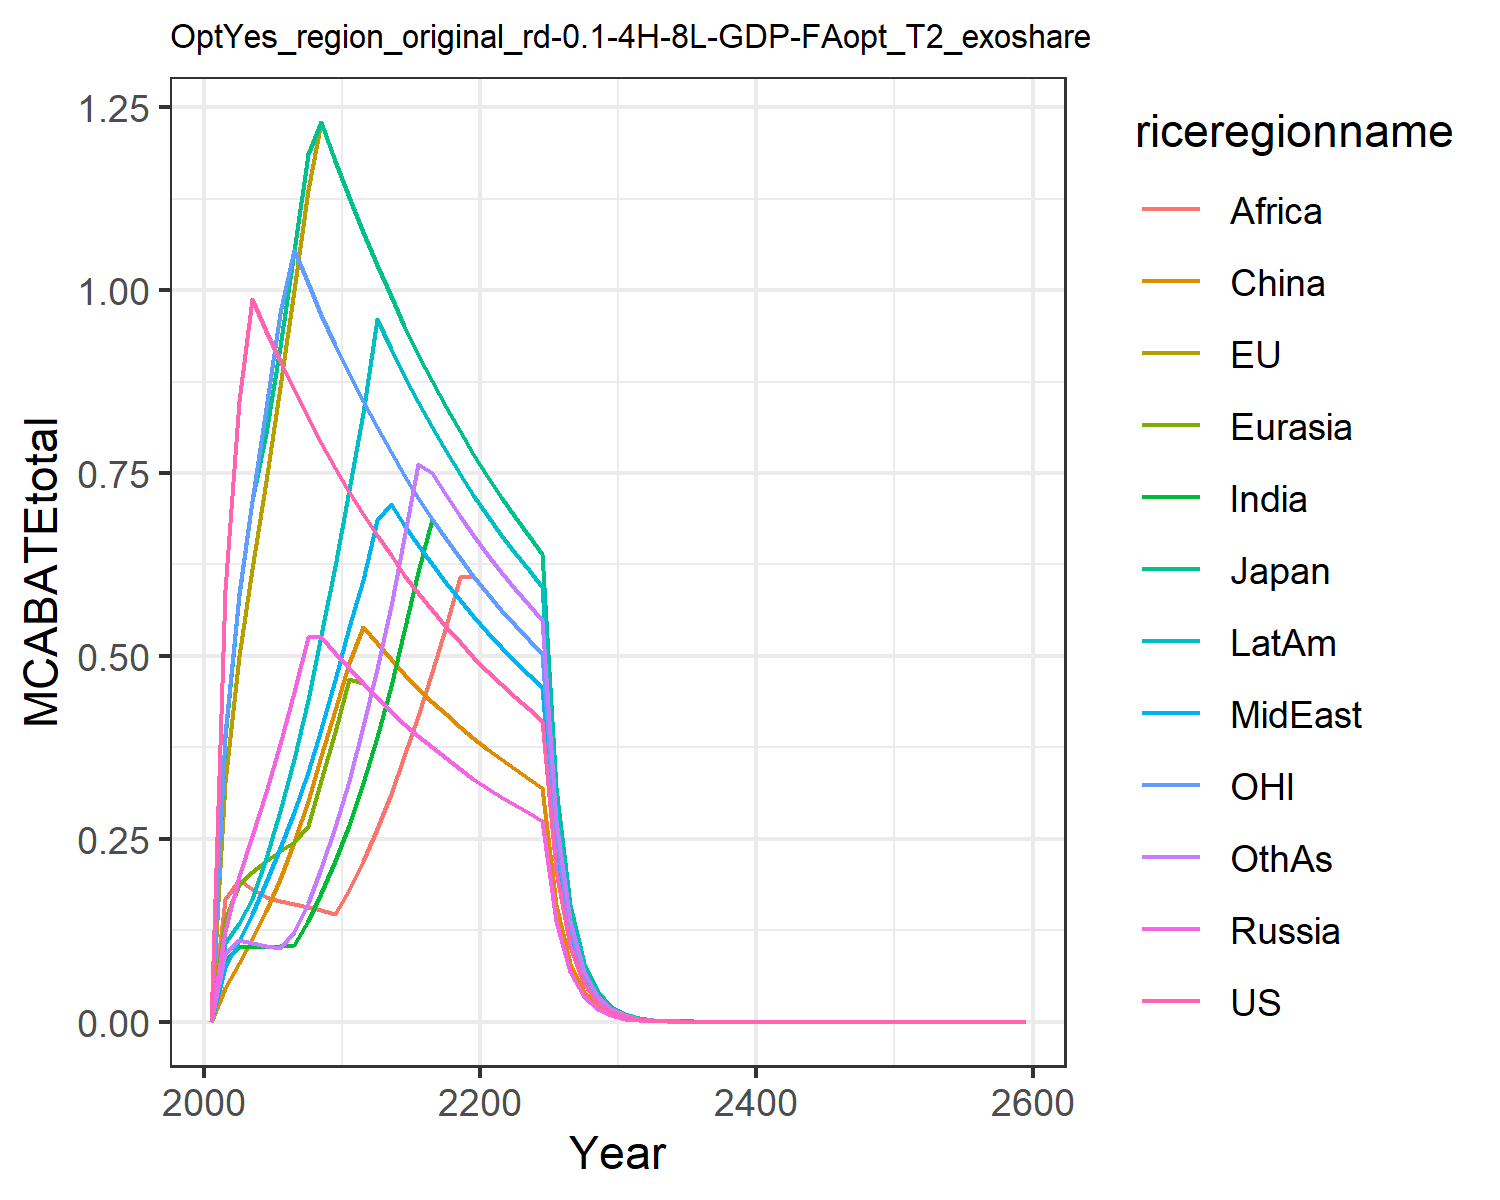 OptYes_region_original_rd-0.1-4H-8L-GDP-FAopt_T2_exoshare
1.25
1.00
0.75
0.50
0.25
0.00
MCABATEtotal
2000 2200 2400 2600
Year
riceregionname
Africa
China
EU
Eurasia
India
Japan
LatAm
MidEast
OHI
OthAs
Russia
US